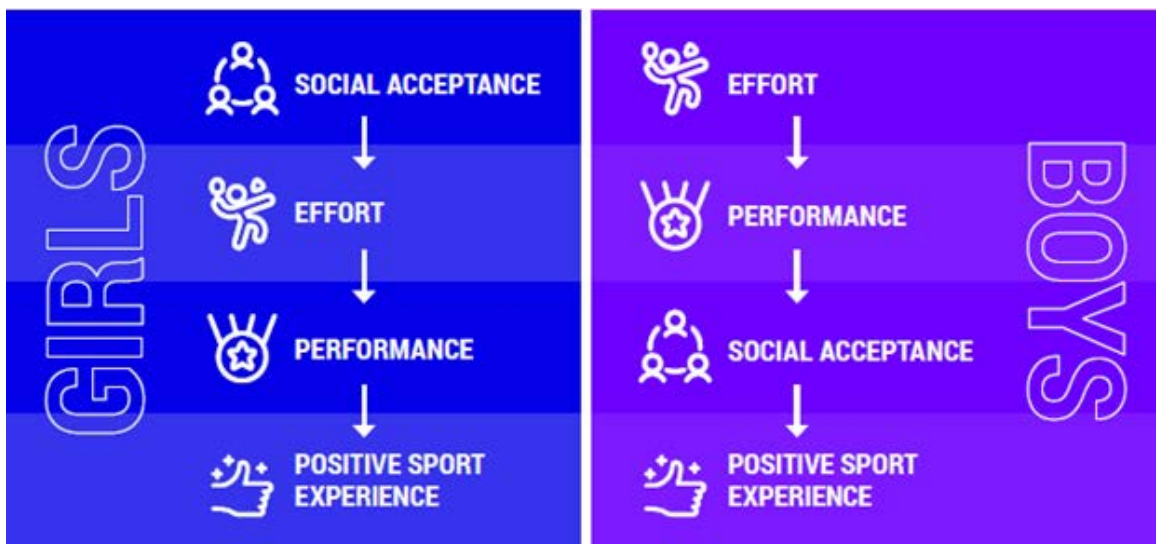 GIRLS
SOCIAL ACCEPTANCE
EFFORT
PERFORMANCE
POSITIVE SPORT
EXPERIENCE
EFFORT
PERFORMANCE
SOCIAL ACCEPTANCE
POSITIVE SPORT
EXPERIENCE
BOYS